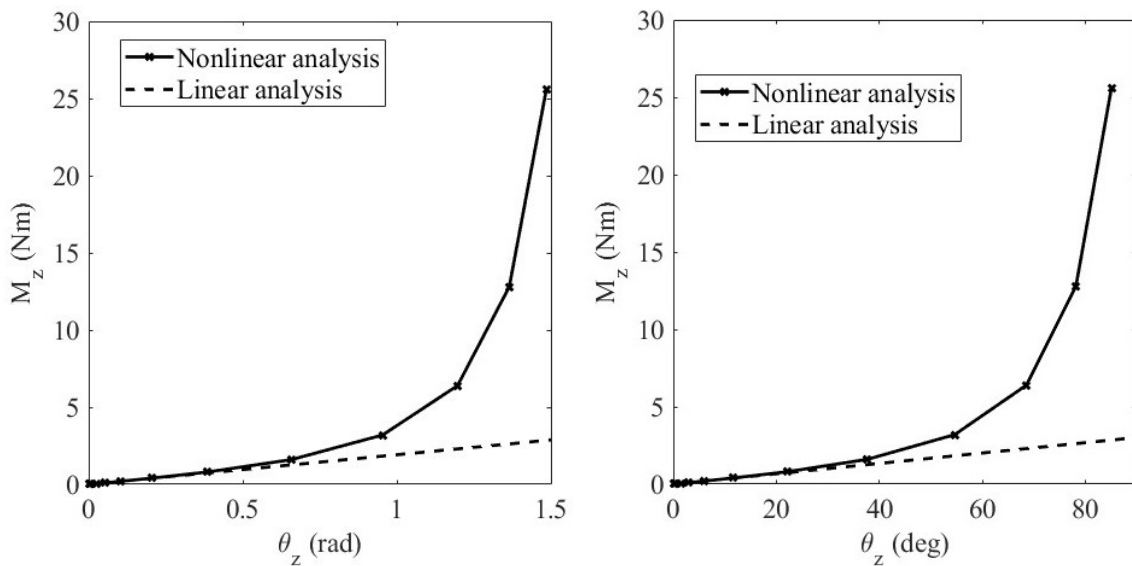 30
25
20
15
10
5
0
M_z (Nm)
Nonlinear analysis
Linear analysis
0 0.5 1 1.5
θ_z (rad)
30
25
20
15
10
5
0
M_z (Nm)
Nonlinear analysis
Linear analysis
0 20 40 60 80
θ_z (deg)